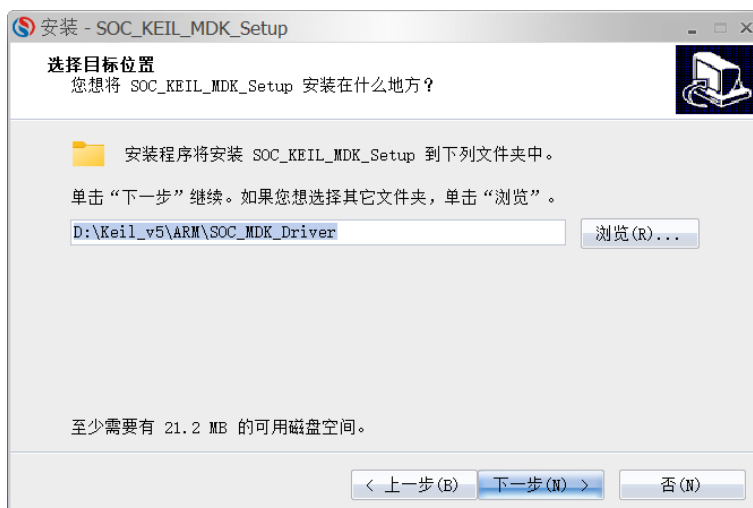 安装 - SOC_KEIL_MDK_Setup
选择目标位置
您想将 SOC_KEIL_MDK_Setup 安装在什么地方？
安装程序将安装 SOC_KEIL_MDK_Setup 到下列文件夹中。
单击“下一步”继续。如果您想选择其它文件夹，单击“浏览”。
D:\Keil_v5\ARM\SOC_MDK_Driver
浏览(R)...
至少需要有 21.2 MB 的可用磁盘空间。
< 上一步(B) 下一步(N) > 否(N)